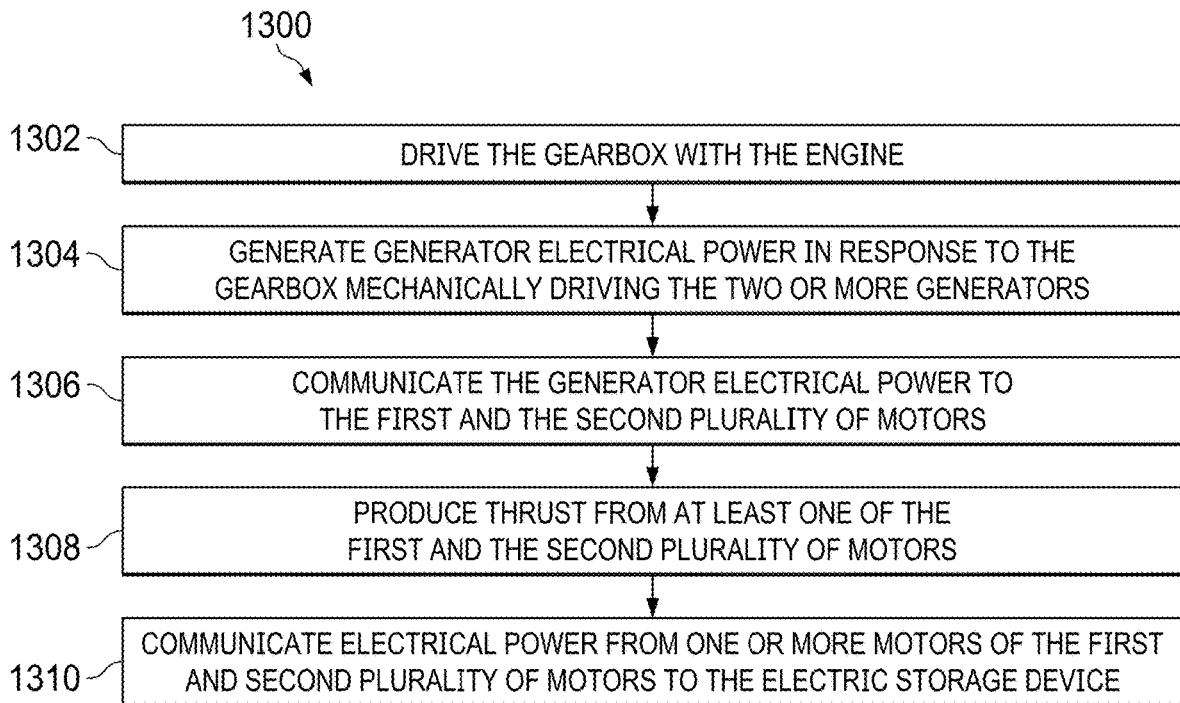 1300
1302
DRIVE THE GEARBOX WITH THE ENGINE
1304
GENERATE GENERATOR ELECTRICAL POWER IN RESPONSE TO THE
GEARBOX MECHANICALLY DRIVING THE TWO OR MORE GENERATORS
1306
COMMUNICATE THE GENERATOR ELECTRICAL POWER TO
THE FIRST AND THE SECOND PLURALITY OF MOTORS
1308
PRODUCE THRUST FROM AT LEAST ONE OF THE
FIRST AND THE SECOND PLURALITY OF MOTORS
1310
COMMUNICATE ELECTRICAL POWER FROM ONE OR MORE MOTORS OF THE FIRST
AND SECOND PLURALITY OF MOTORS TO THE ELECTRIC STORAGE DEVICE